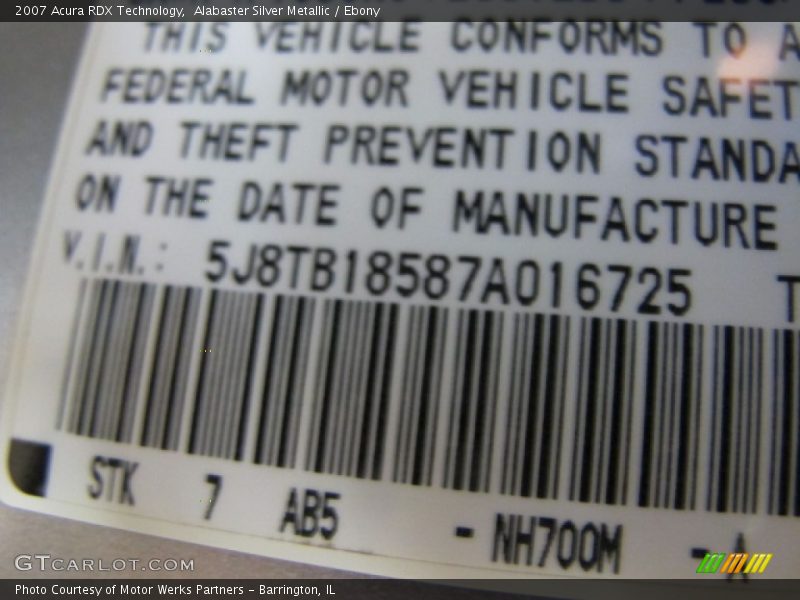 2007 Acura RDX Technology,  Alabaster Silver Metallic / Ebony
THIS VEHICLE CONFORMS TO A
FEDERAL MOTOR VEHICLE SAFET
AND THEFT PREVENTION STANDA
ON THE DATE OF MANUFACTURE
V.I.N.: 5J8TB18587A016725 T
STK 7 AB5 - NH700M - A
GTCARLOT.COM
Photo Courtesy of Motor Werks Partners - Barrington, IL